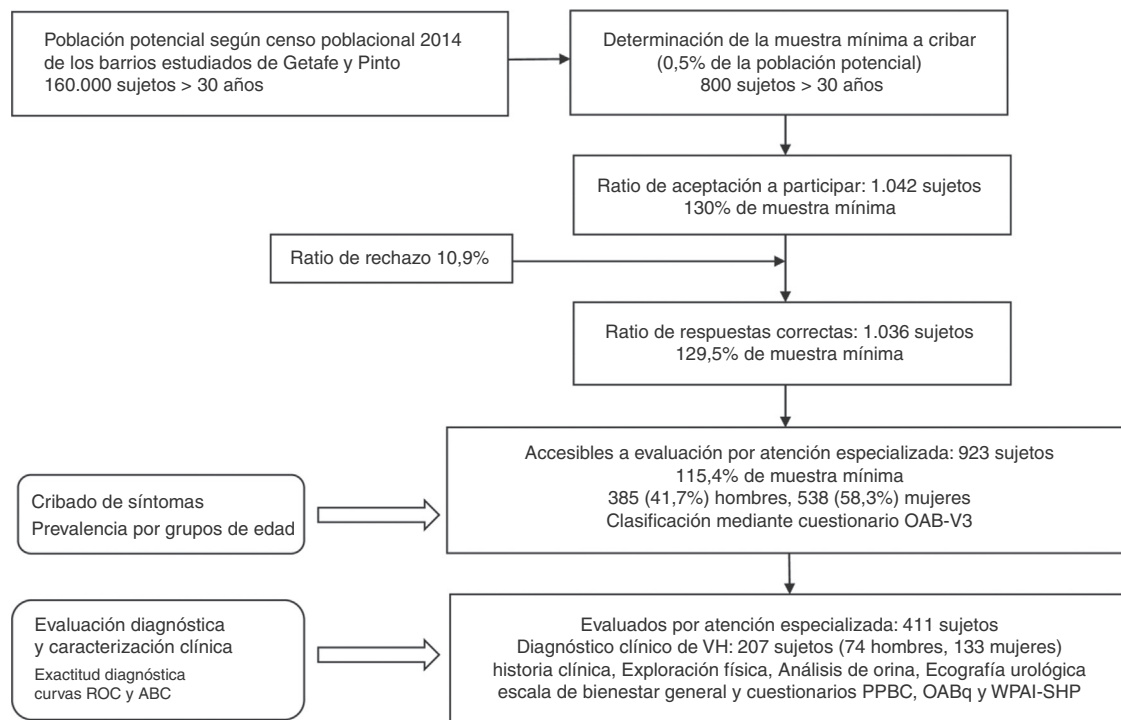 Población potencial según censo poblacional 2014
de los barrios estudiados de Getafe y Pinto
160.000 sujetos > 30 años
Determinación de la muestra mínima a cribar
(0,5% de la población potencial)
800 sujetos > 30 años
Ratio de aceptación a participar: 1.042 sujetos
130% de muestra mínima
Ratio de rechazo 10,9%
Ratio de respuestas correctas: 1.036 sujetos
129,5% de muestra mínima
Accesibles a evaluación por atención especializada: 923 sujetos
115,4% de muestra mínima
385 (41,7%) hombres, 538 (58,3%) mujeres
Clasificación mediante cuestionario OAB-V3
Cribado de síntomas
Prevalencia por grupos de edad
Evaluación diagnóstica
y caracterización clínica
Exactitud diagnóstica
curvas ROC y ABC
Evaluados por atención especializada: 411 sujetos
Diagnóstico clínico de VH: 207 sujetos (74 hombres, 133 mujeres)
historia clínica, Exploración física, Análisis de orina, Ecografía urológica
escala de bienestar general y cuestionarios PPBC, OABq y WPAI-SHP